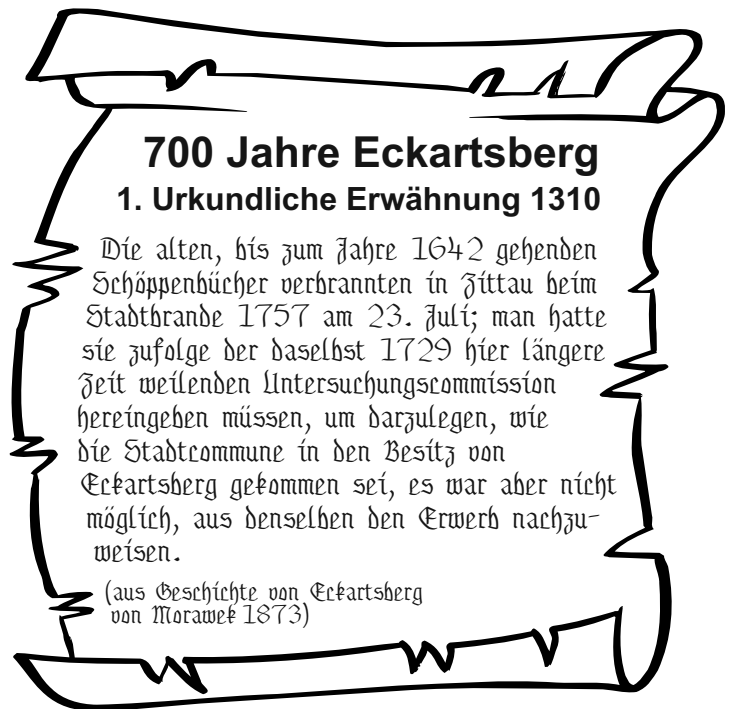 700 Jahre Eckartsberg
1. Urkundliche Erwähnung 1310
Die alten, bis zum Jahre 1642 gehenden
Schöppenbücher verbrannten in Zittau beim
Stadtbrande 1757 am 23. Juli; man hatte
sie zufolge der daselbst 1729 hier längere
Zeit weilenden Untersuchungscommission
hereingeben müssen, um darzulegen, wie
die Stadtcommune in den Besitz von
Eckartsberg gekommen sei, es war aber nicht
möglich, aus denselben den Erwerb nachzu-
weisen.
(aus Geschichte von Eckartsberg
von Morawek 1873)